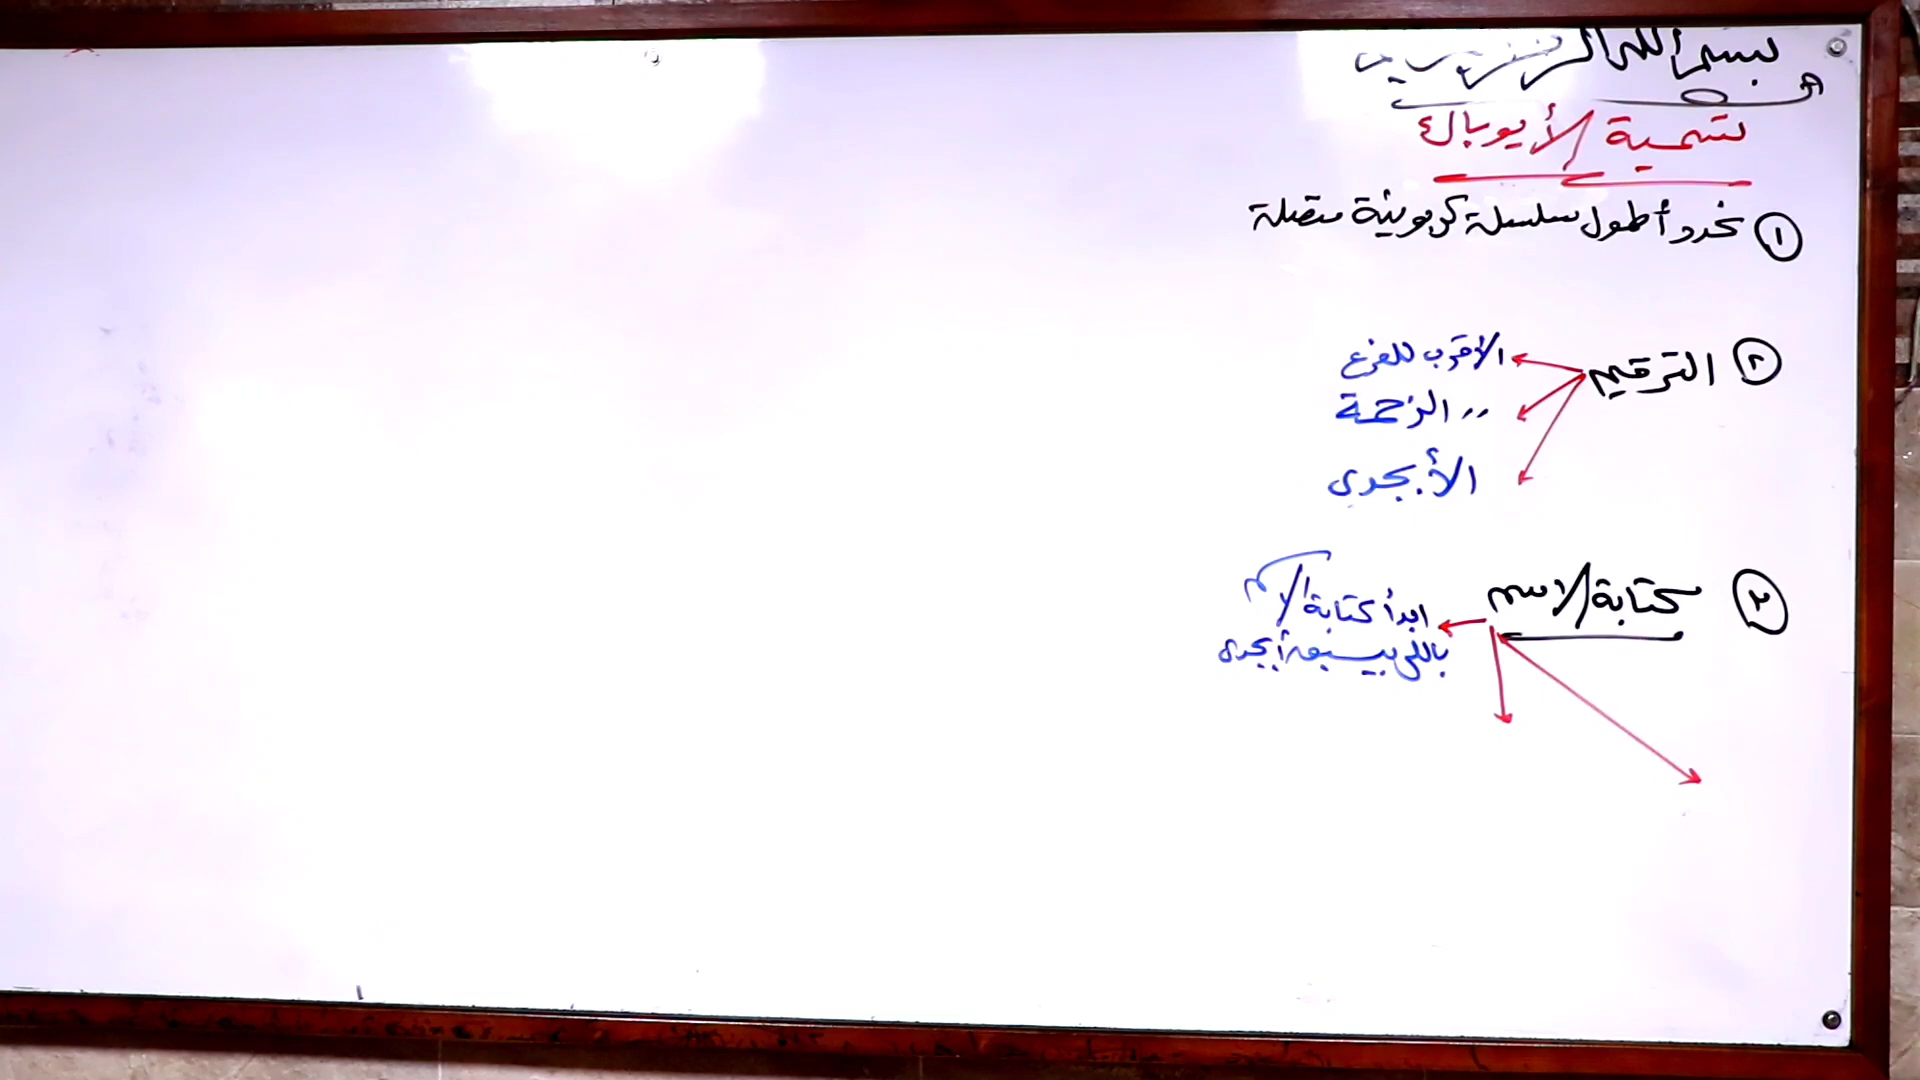 بسم الله الرحمن الرحيم
تسمية الأيوباك
① نحدد أطول سلسلة كربونية متصلة
② الترقيم
الأقرب للفرع
〃 الزحمة
الأبجدي
③ كتابة الاسم
ابدأ كتابة الاسم
باللي بيسبق أبجدي